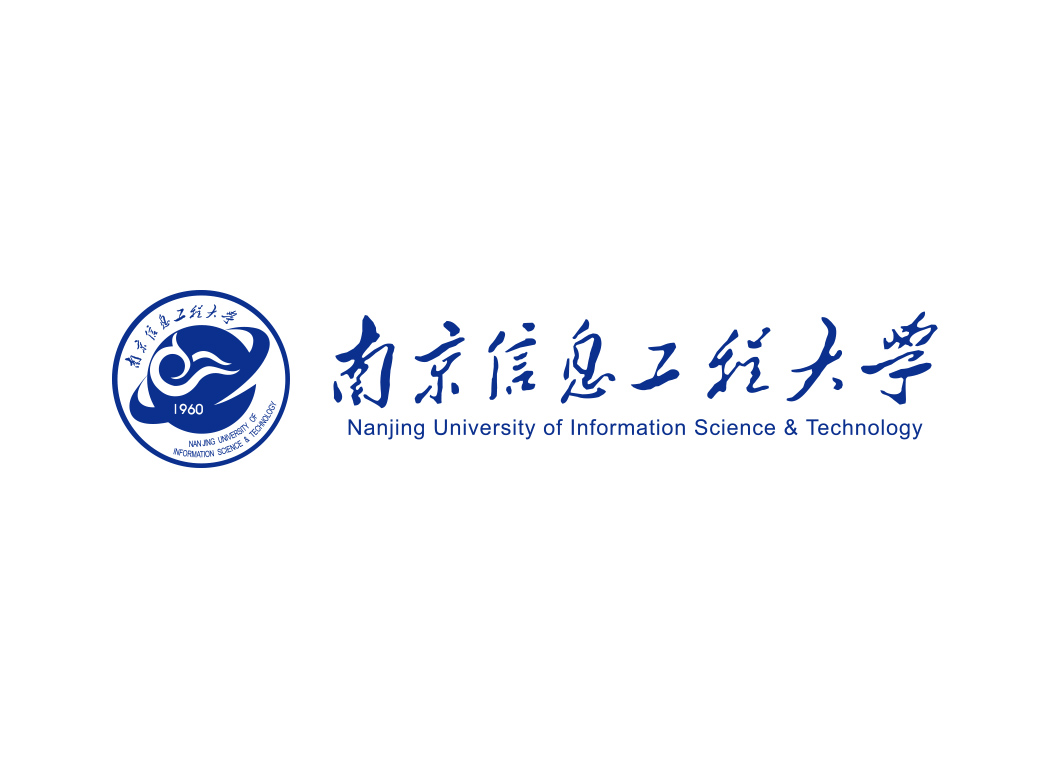 南京信息工程大学
1960
NANJING UNIVERSITY OF
INFORMATION SCIENCE & TECHNOLOGY
南京信息工程大學
Nanjing University of Information Science & Technology